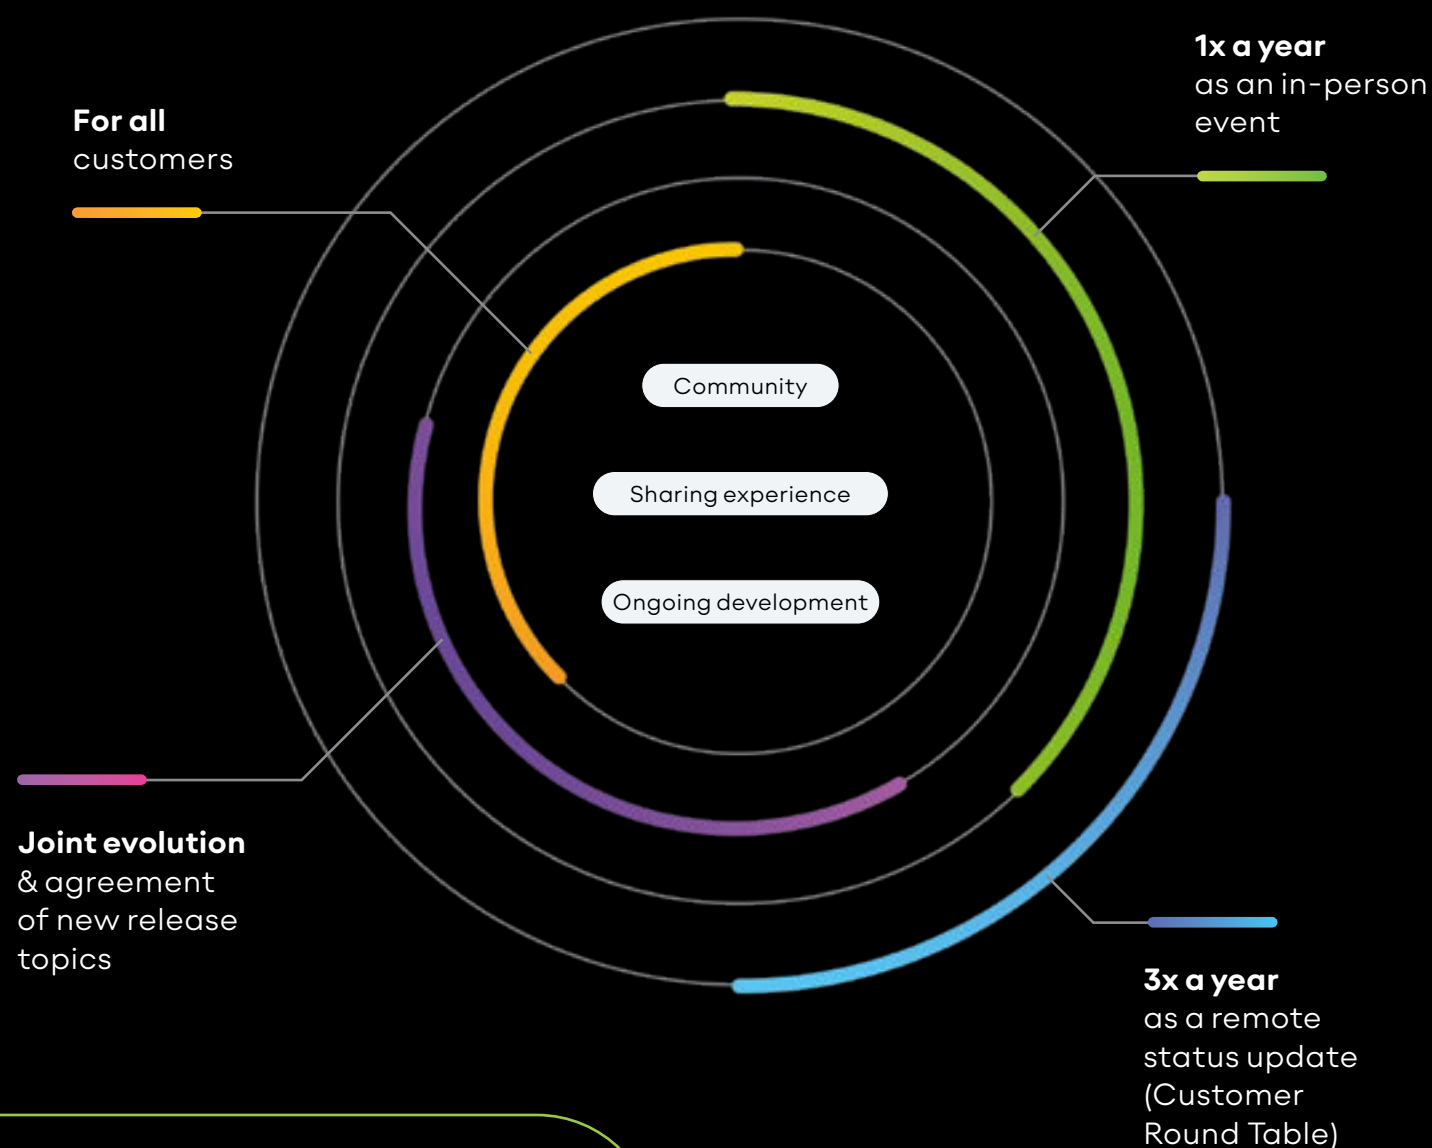 For all
customers
1x a year
as an in-person
event
Community
Sharing experience
Ongoing development
Joint evolution
& agreement
of new release
topics
3x a year
as a remote
status update
(Customer
Round Table)